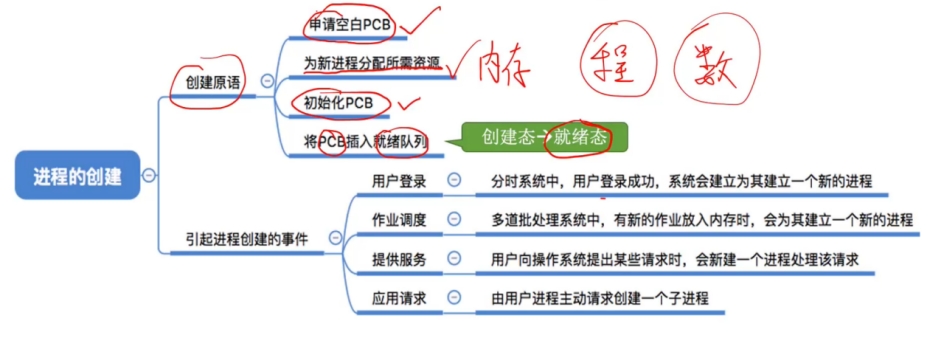 申请空白PCB
为新进程分配所需资源
内存 程 数
创建原语
初始化PCB
将PCB插入就绪队列
创建态→就绪态
进程的创建
用户登录
分时系统中，用户登录成功，系统会建立为其建立一个新的进程
作业调度
多道批处理系统中，有新的作业放入内存时，会为其建立一个新的进程
引起进程创建的事件
提供服务
用户向操作系统提出某些请求时，会新建一个进程处理该请求
应用请求
由用户进程主动请求创建一个子进程